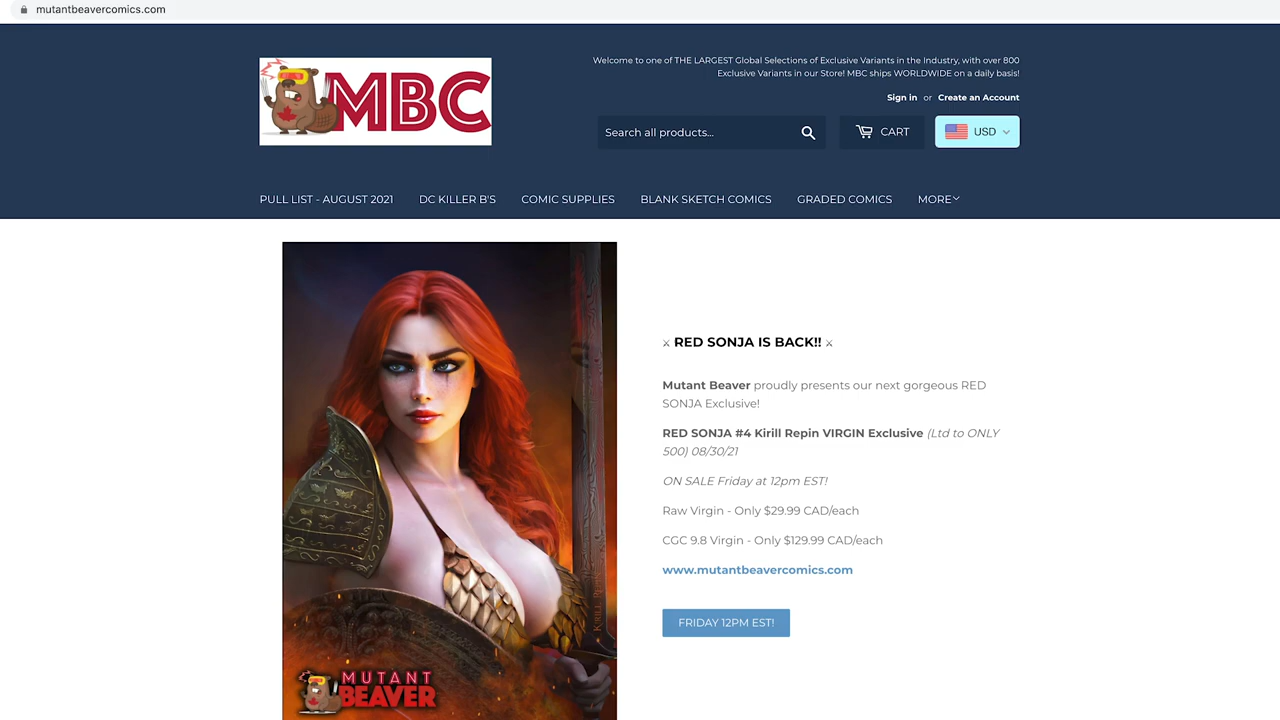 mutantbeavercomics.com
MBC
Welcome to one of THE LARGEST Global Selections of Exclusive Variants in the Industry, with over 800
Exclusive Variants in our Store! MBC ships WORLDWIDE on a daily basis!
Sign in or Create an Account
Search all products...
CART
USD
PULL LIST - AUGUST 2021
DC KILLER B'S
COMIC SUPPLIES
BLANK SKETCH COMICS
GRADED COMICS
MORE
⚔ RED SONJA IS BACK!! ⚔
Mutant Beaver proudly presents our next gorgeous RED
SONJA Exclusive!
RED SONJA #4 Kirill Repin VIRGIN Exclusive (Ltd to ONLY
500) 08/30/21
ON SALE Friday at 12pm EST!
Raw Virgin - Only $29.99 CAD/each
CGC 9.8 Virgin - Only $129.99 CAD/each
www.mutantbeavercomics.com
FRIDAY 12PM EST!
KIRILL REPIN
MUTANT
BEAVER